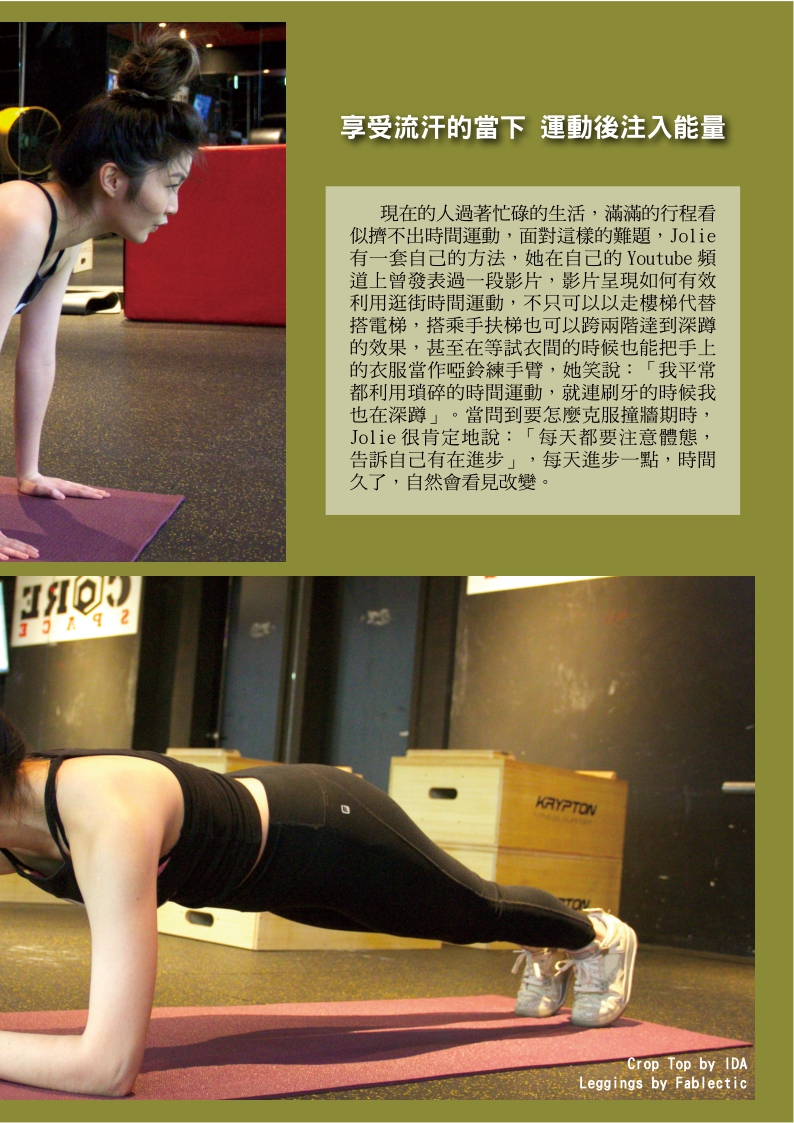 享受流汗的當下 運動後注入能量
現在的人過著忙碌的生活，滿滿的行程看
似擠不出時間運動，面對這樣的難題，Jolie
有一套自己的方法，她在自己的 Youtube 頻
道上曾發表過一段影片，影片呈現如何有效
利用逛街時間運動，不只可以以走樓梯代替
搭電梯，搭乘手扶梯也可以跨兩階達到深蹲
的效果，甚至在等試衣間的時候也能把手上
的衣服當作啞鈴練手臂，她笑說：「我平常
都利用瑣碎的時間運動，就連刷牙的時候我
也在深蹲」。當問到要怎麼克服撞牆期時，
Jolie 很肯定地說：「每天都要注意體態，
告訴自己有在進步」，每天進步一點，時間
久了，自然會看見改變。
CORE
SPACE
KRYPTON
FITNESS SUPPORT
KRYPTON
Crop Top by IDA
Leggings by Fablectic